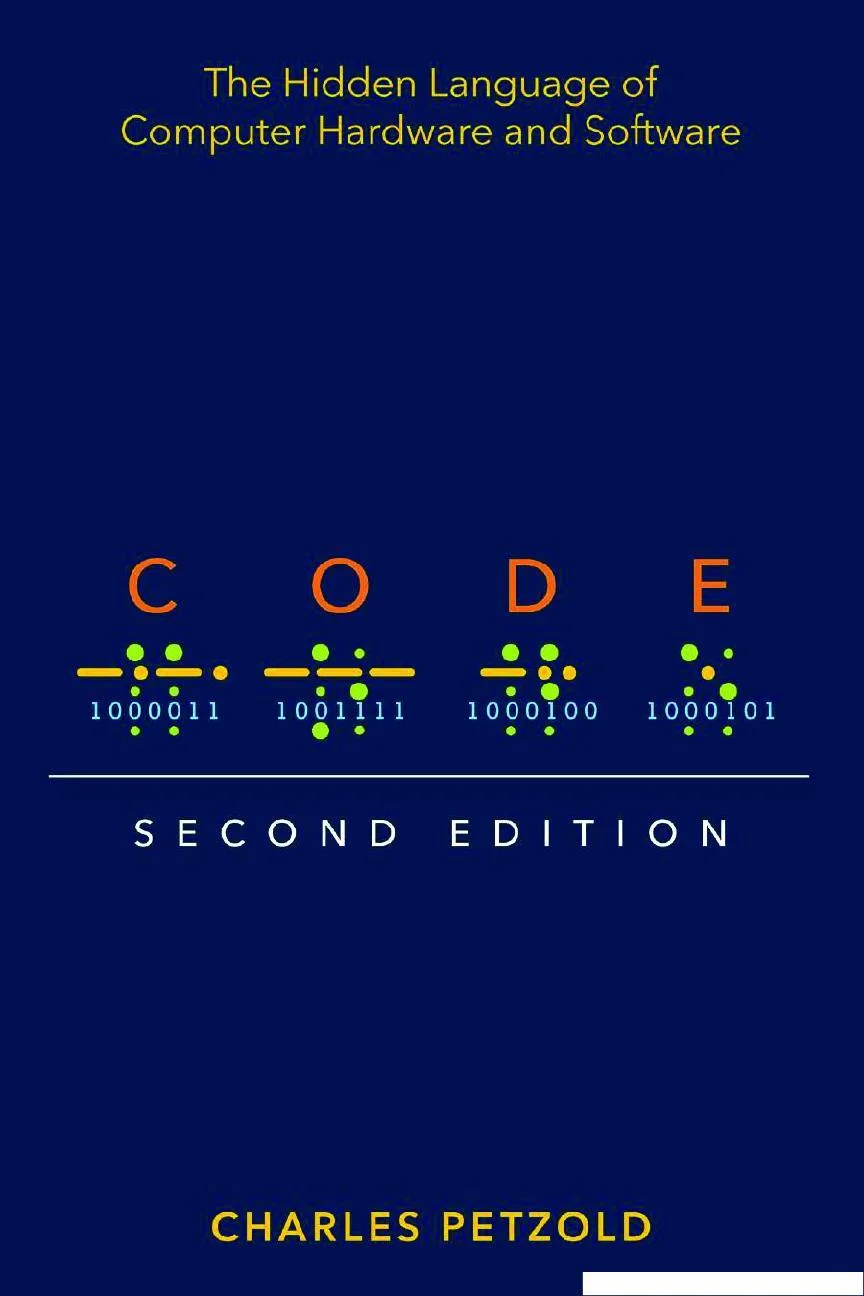 The Hidden Language of
Computer Hardware and Software
C O D E
1000011 1001111 1000100 1000101
SECOND EDITION
CHARLES PETZOLD